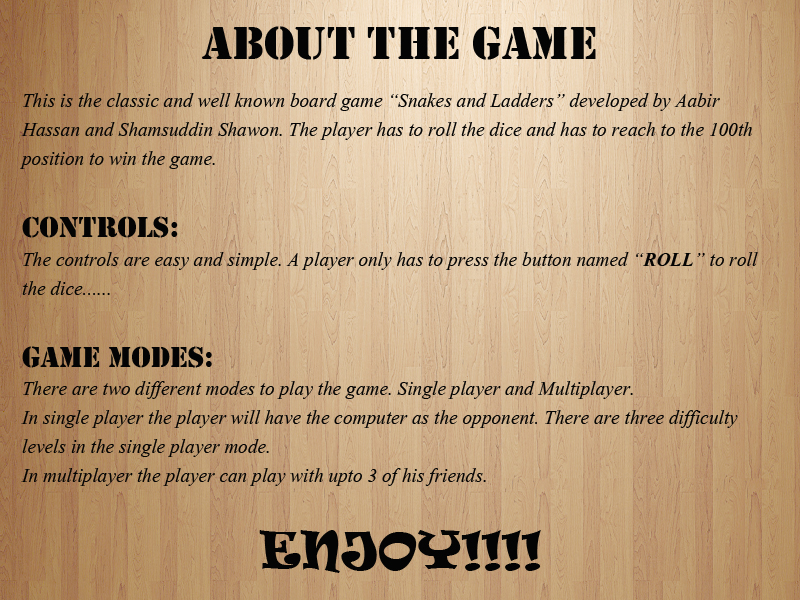 ABOUT THE GAME
This is the classic and well known board game “Snakes and Ladders” developed by Aabir
Hassan and Shamsuddin Shawon. The player has to roll the dice and has to reach to the 100th
position to win the game.
CONTROLS:
The controls are easy and simple. A player only has to press the button named “ROLL” to roll
the dice......
GAME MODES:
There are two different modes to play the game. Single player and Multiplayer.
In single player the player will have the computer as the opponent. There are three difficulty
levels in the single player mode.
In multiplayer the player can play with upto 3 of his friends.
ENJOY!!!!